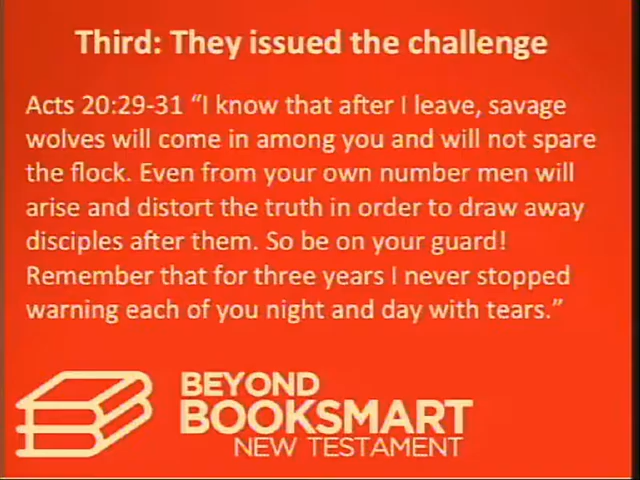 Third: They issued the challenge
Acts 20:29-31 “I know that after I leave, savage
wolves will come in among you and will not spare
the flock. Even from your own number men will
arise and distort the truth in order to draw away
disciples after them. So be on your guard!
Remember that for three years I never stopped
warning each of you night and day with tears.”
BEYOND
BOOKSMART
NEW TESTAMENT